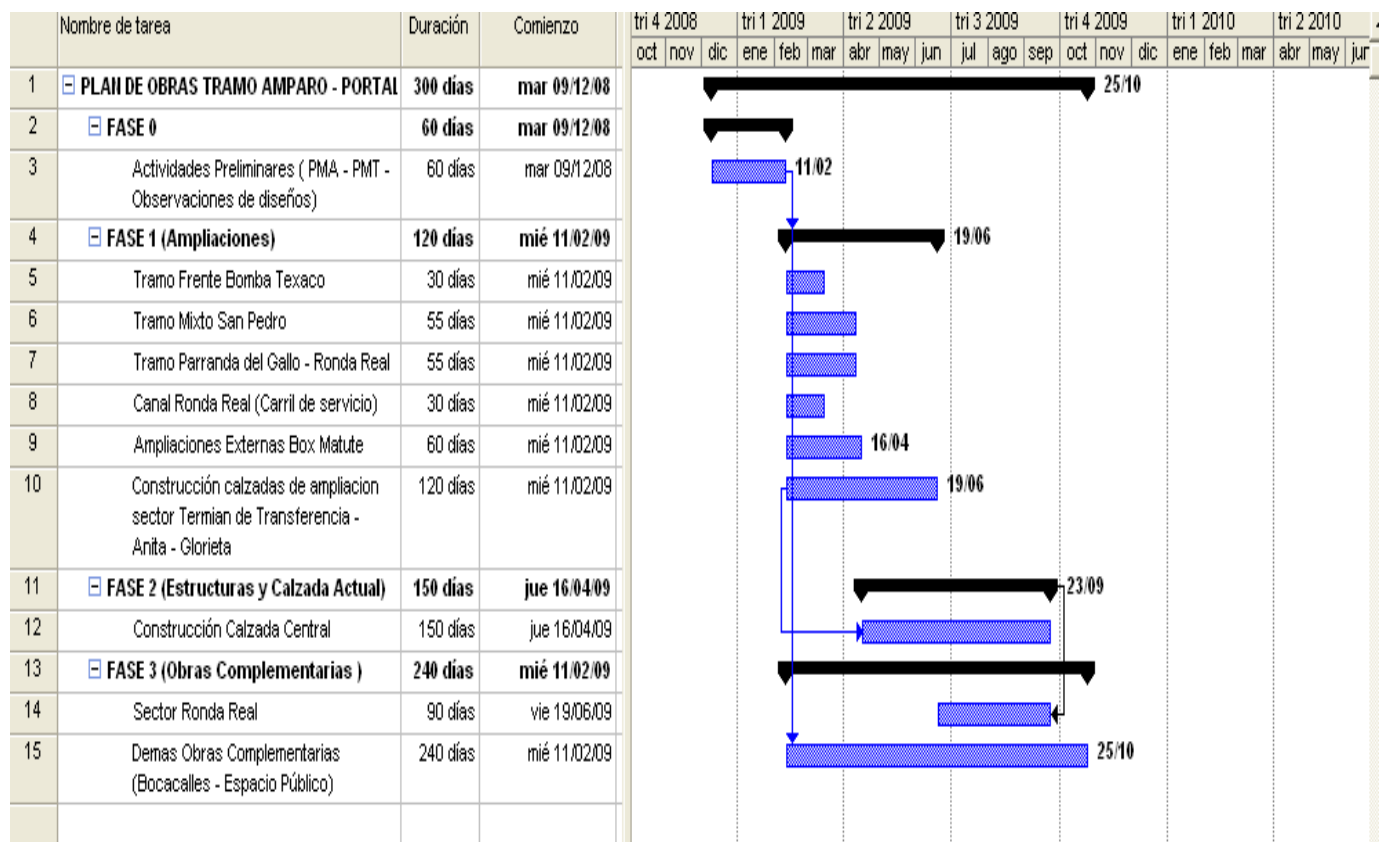 Nombre de tarea Duración Comienzo tri 4 2008 tri 1 2009 tri 2 2009 tri 3 2009 tri 4 2009 tri 1 2010 tri 2 2010
oct nov dic ene feb mar abr may jun jul ago sep oct nov dic ene feb mar abr may jun
1 PLAN DE OBRAS TRAMO AMPARO - PORTAL 300 días mar 09/12/08 25/10
2 FASE 0 60 días mar 09/12/08
3 Actividades Preliminares ( PMA - PMT - 60 días mar 09/12/08 11/02
Observaciones de diseños)
4 FASE 1 (Ampliaciones) 120 días mié 11/02/09 19/06
5 Tramo Frente Bomba Texaco 30 días mié 11/02/09
6 Tramo Mixto San Pedro 55 días mié 11/02/09
7 Tramo Parranda del Gallo - Ronda Real 55 días mié 11/02/09
8 Canal Ronda Real (Carril de servicio) 30 días mié 11/02/09
9 Ampliaciones Externas Box Matute 60 días mié 11/02/09 16/04
10 Construcción calzadas de ampliacion 120 días mié 11/02/09 19/06
sector Termian de Transferencia -
Anita - Glorieta
11 FASE 2 (Estructuras y Calzada Actual) 150 días jue 16/04/09 23/09
12 Construcción Calzada Central 150 días jue 16/04/09
13 FASE 3 (Obras Complementarias ) 240 días mié 11/02/09
14 Sector Ronda Real 90 días vie 19/06/09
15 Demas Obras Complementarias 240 días mié 11/02/09 25/10
(Bocacalles - Espacio Público)